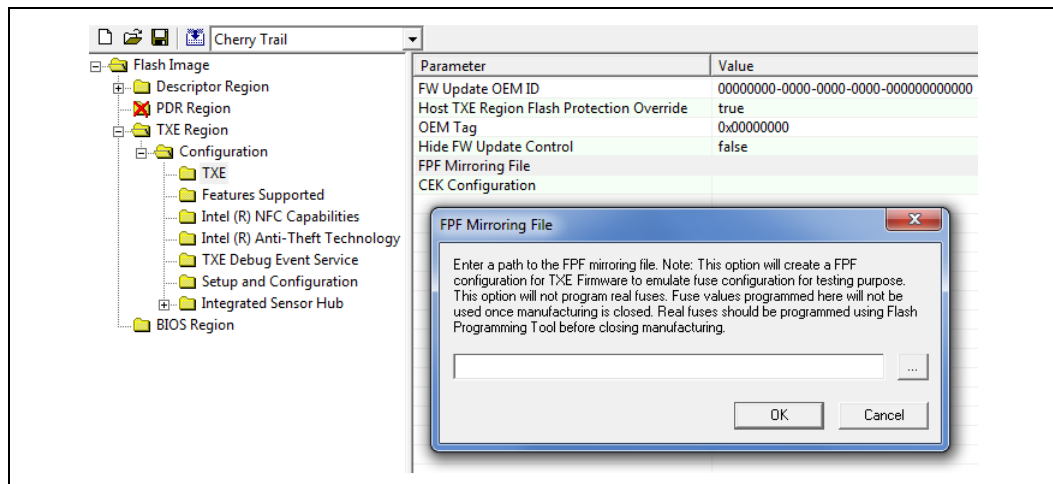 Cherry Trail
Flash Image
Descriptor Region
PDR Region
TXE Region
Configuration
TXE
Features Supported
Intel (R) NFC Capabilities
Intel (R) Anti-Theft Technology
TXE Debug Event Service
Setup and Configuration
Integrated Sensor Hub
BIOS Region
Parameter Value
FW Update OEM ID 00000000-0000-0000-0000-000000000000
Host TXE Region Flash Protection Override true
OEM Tag 0x00000000
Hide FW Update Control false
FPF Mirroring File
CEK Configuration
FPF Mirroring File
Enter a path to the FPF mirroring file. Note: This option will create a FPF
configuration for TXE Firmware to emulate fuse configuration for testing purpose.
This option will not program real fuses. Fuse values programmed here will not be
used once manufacturing is closed. Real fuses should be programmed using Flash
Programming Tool before closing manufacturing.
...
OK Cancel